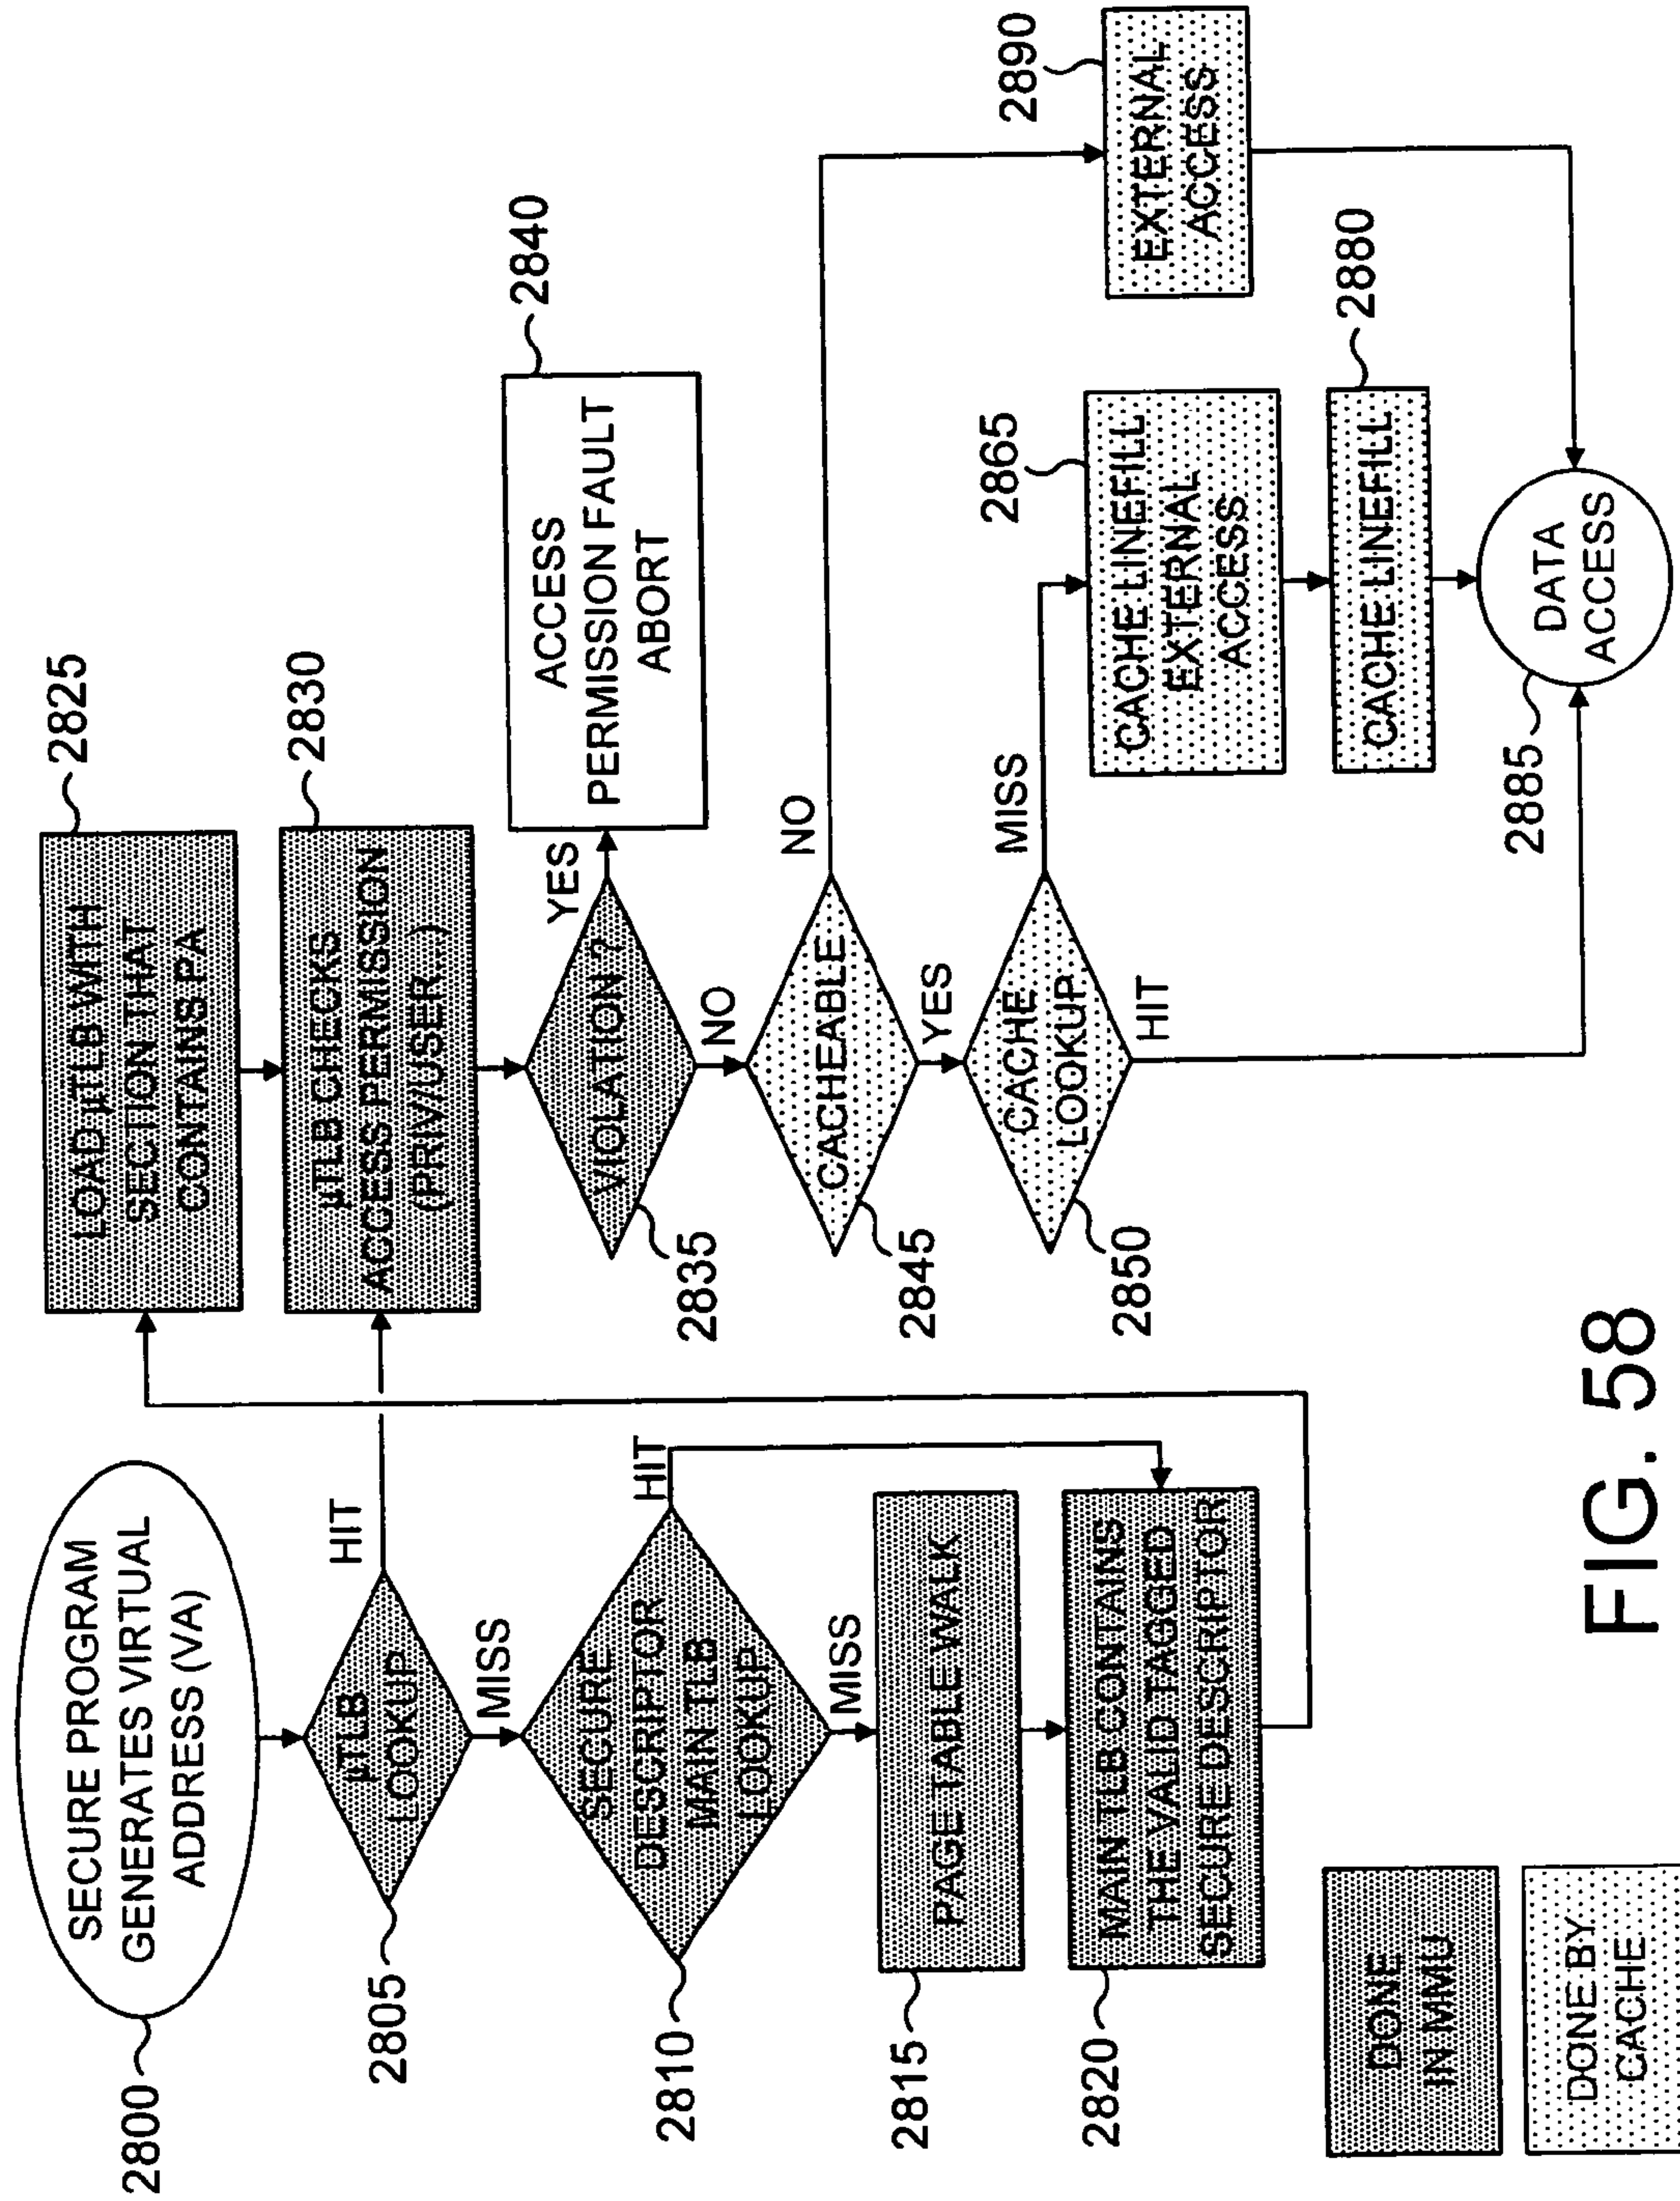 2800
SECURE PROGRAM
GENERATES VIRTUAL
ADDRESS (VA)
2805
µTLB
LOOKUP
HIT
MISS
2810
SECURE
DESCRIPTOR
MAIN TLB
LOOKUP
HIT
MISS
2815
PAGE TABLE WALK
2820
MAIN TLB CONTAINS
THE VALID TAGGED
SECURE DESCRIPTOR
2825
LOAD µTLB WITH
SECTION THAT
CONTAINS PA
2830
µTLB CHECKS
ACCESS PERMISSION
(PRIV/USER...)
2835
VIOLATION ?
YES
NO
2840
ACCESS
PERMISSION FAULT
ABORT
2845
CACHEABLE
NO
YES
2850
CACHE
LOOKUP
MISS
HIT
2865
CACHE LINEFILL
EXTERNAL
ACCESS
2880
CACHE LINEFILL
2890
EXTERNAL
ACCESS
2885
DATA
ACCESS
DONE
IN MMU
DONE BY
CACHE
FIG. 58